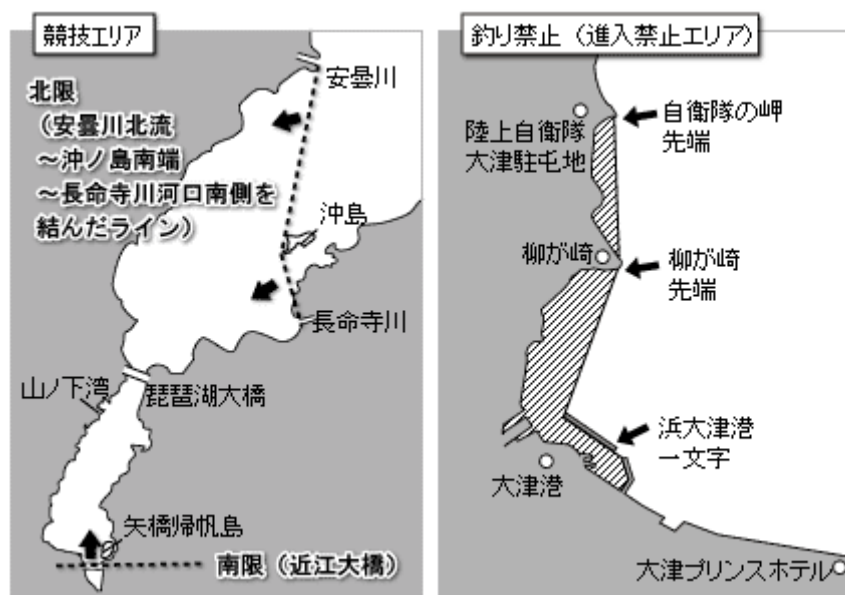 競技エリア
安曇川
北限
(安曇川北流
～沖ノ島南端
～長命寺川河口南側を
結んだライン)
沖島
長命寺川
山ノ下湾
琵琶湖大橋
矢橋帰帆島
南限(近江大橋)
釣り禁止(進入禁止エリア)
自衛隊の岬
先端
陸上自衛隊
大津駐屯地
柳が崎
柳が崎
先端
浜大津港
一文字
大津港
大津プリンスホテル